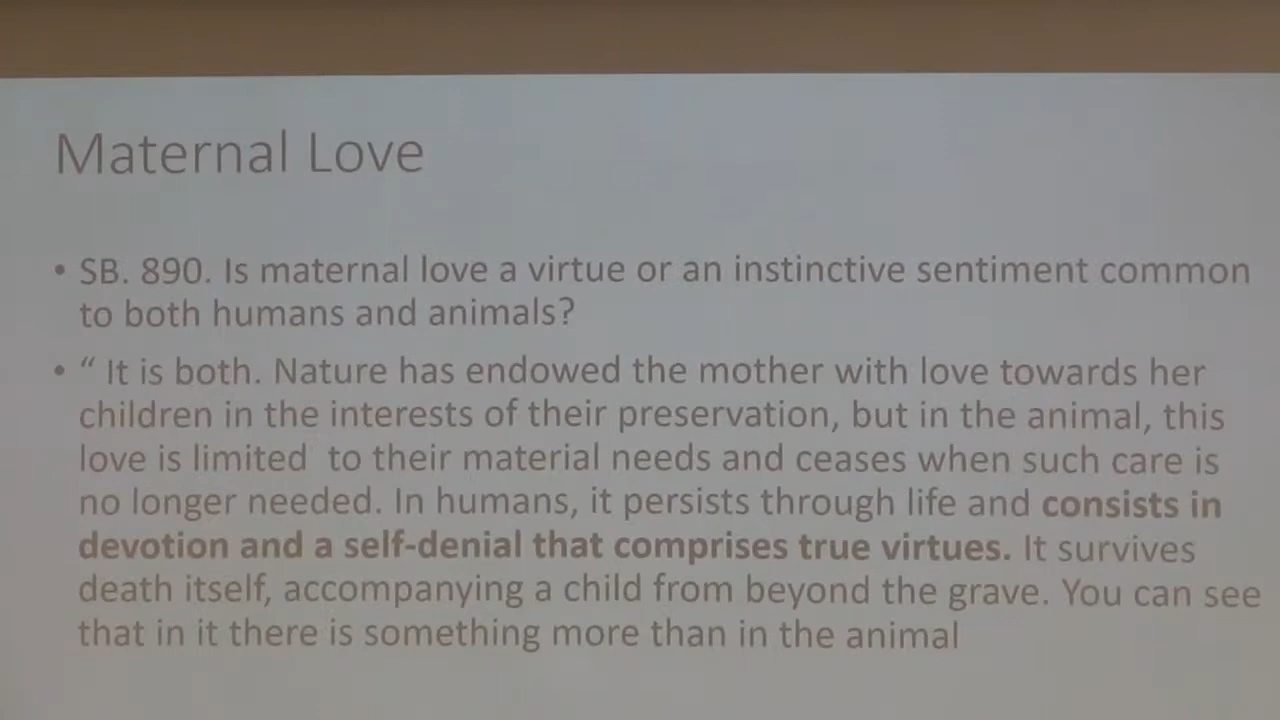 Maternal Love
• SB. 890. Is maternal love a virtue or an instinctive sentiment common
to both humans and animals?
• “ It is both. Nature has endowed the mother with love towards her
children in the interests of their preservation, but in the animal, this
love is limited  to their material needs and ceases when such care is
no longer needed. In humans, it persists through life and consists in
devotion and a self-denial that comprises true virtues. It survives
death itself, accompanying a child from beyond the grave. You can see
that in it there is something more than in the animal